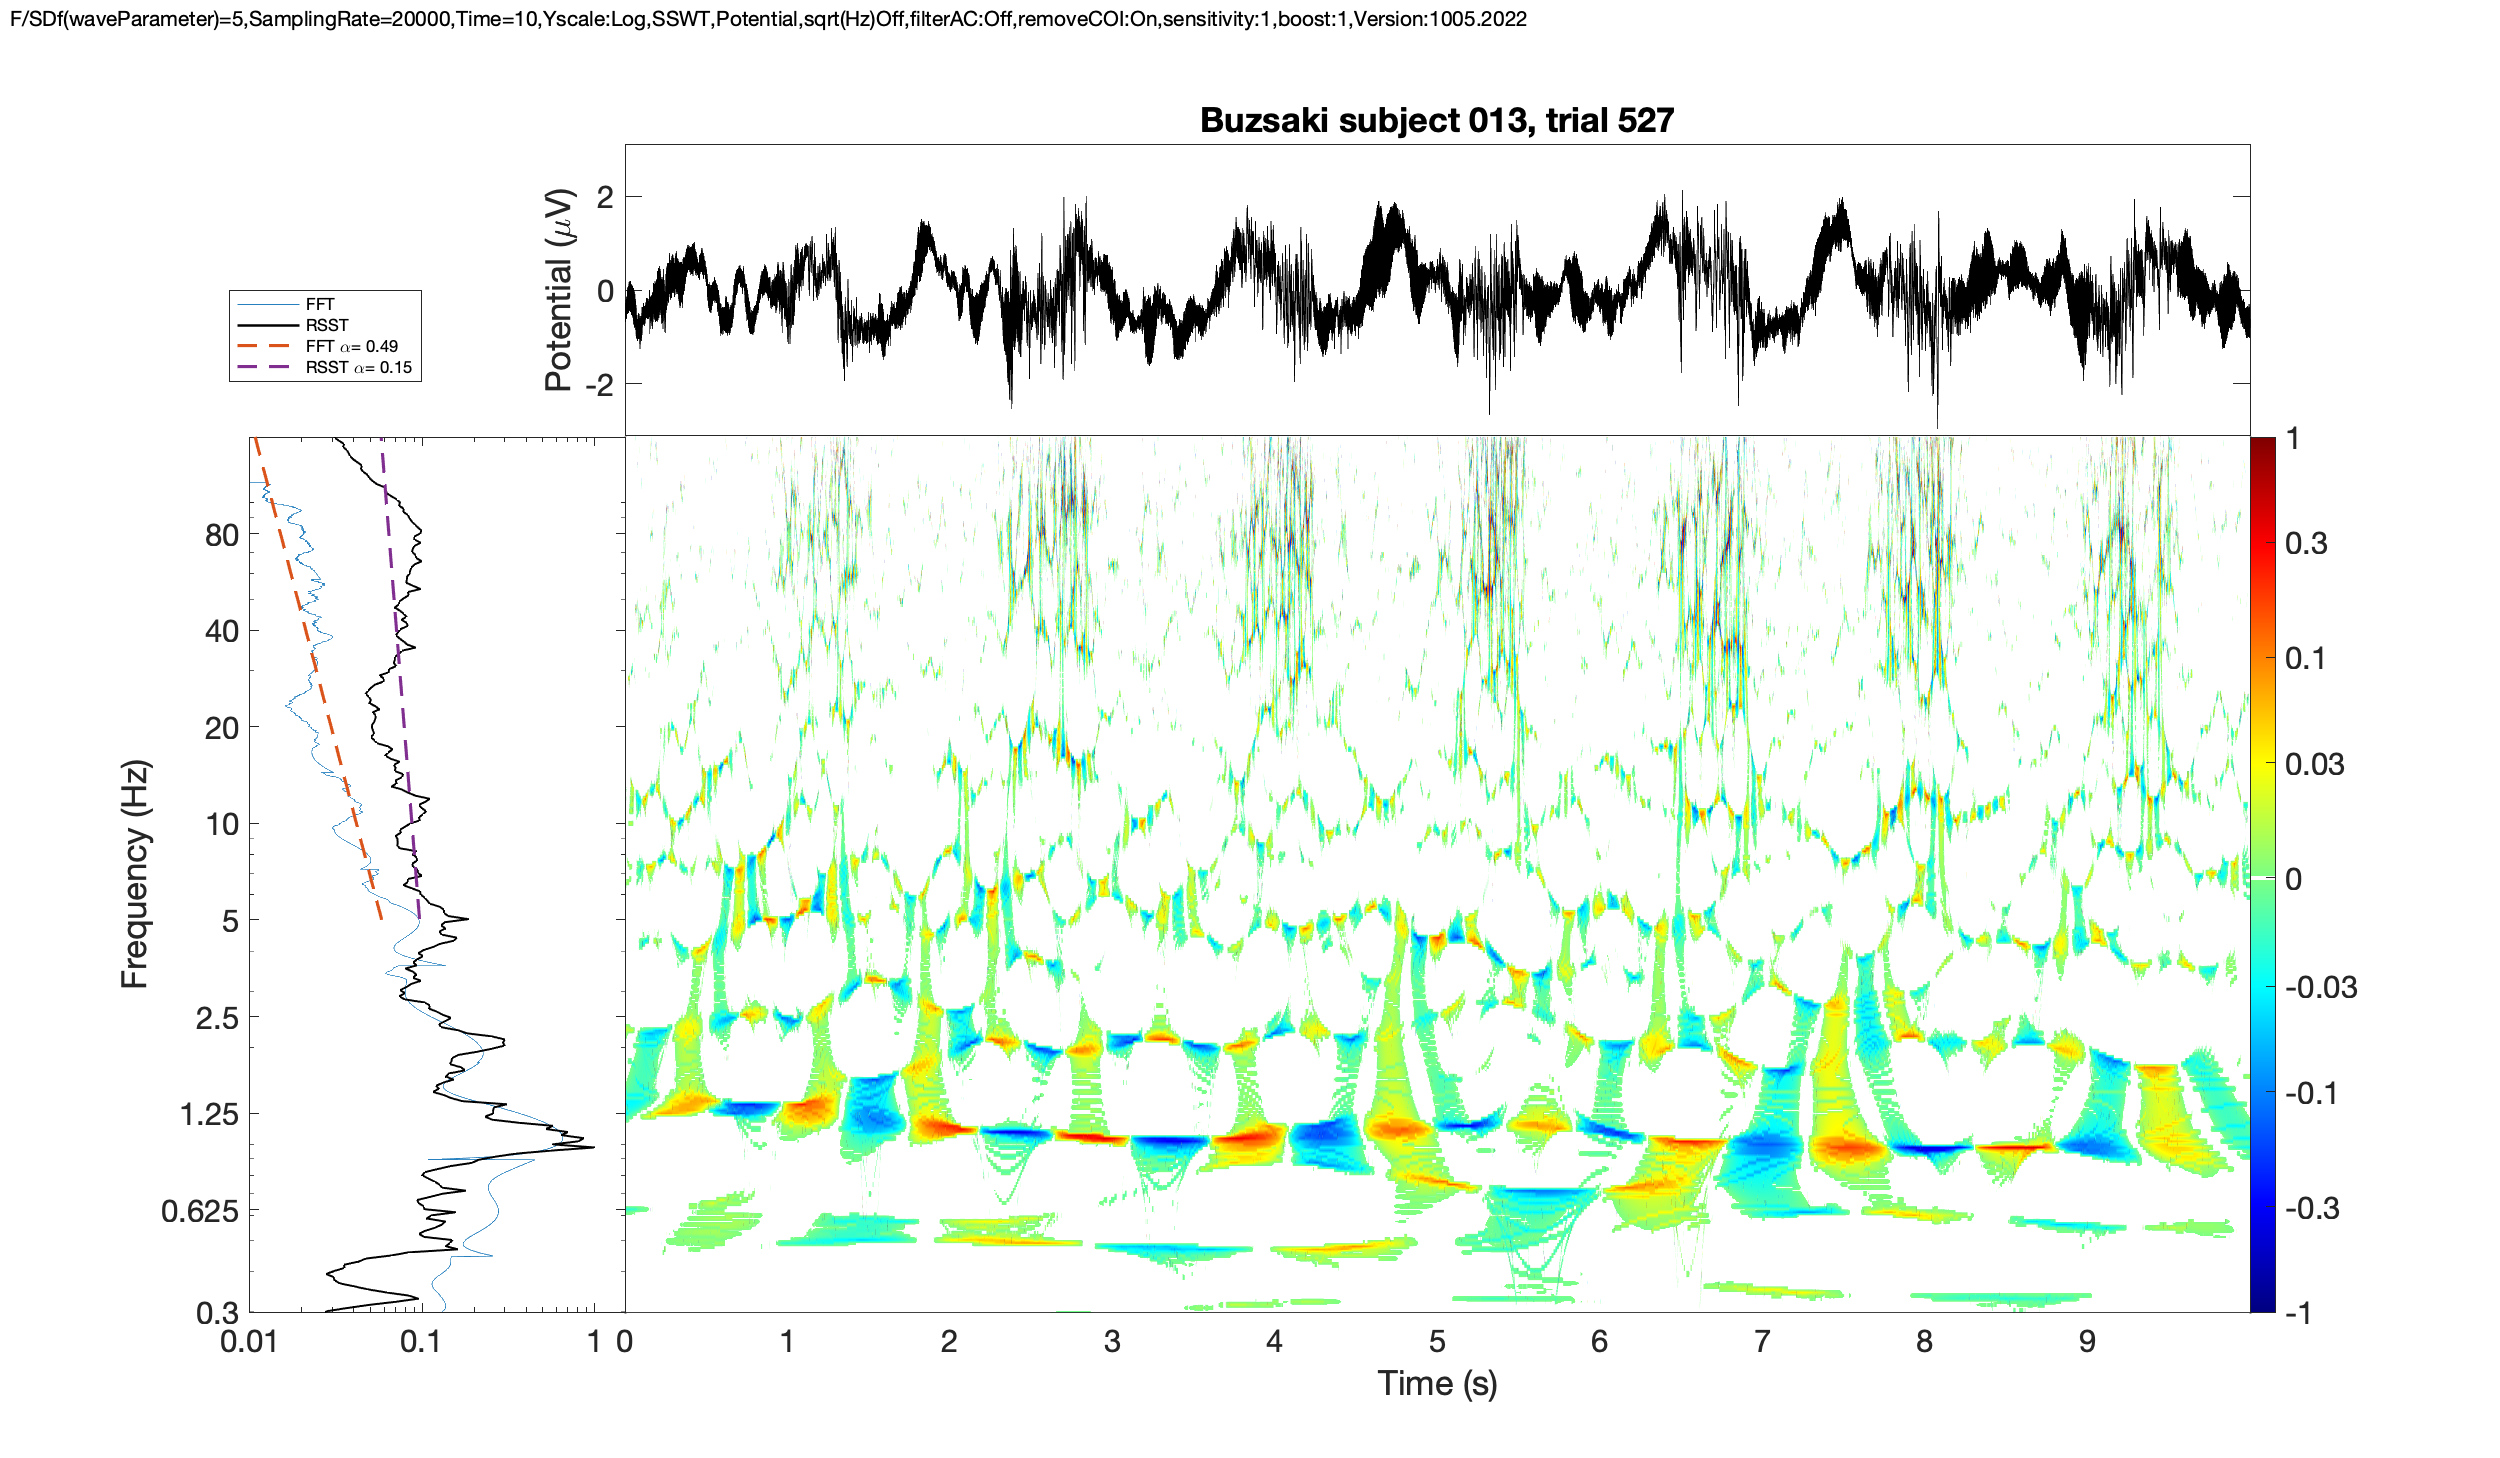 F/SDf(waveParameter)=5,SamplingRate=20000,Time=10,Yscale:Log,SSWT,Potential,sqrt(Hz)Off,filterAC:Off,removeCOI:On,sensitivity:1,boost:1,Version:1005.2022
Buzsaki subject 013, trial 527
Potential (μV)
2
0
-2
FFT
RSST
FFT α= 0.49
RSST α= 0.15
Frequency (Hz)
80
40
20
10
5
2.5
1.25
0.625
0.3
0.01 0.1 1
0 1 2 3 4 5 6 7 8 9
Time (s)
1
0.3
0.1
0.03
0
-0.03
-0.1
-0.3
-1